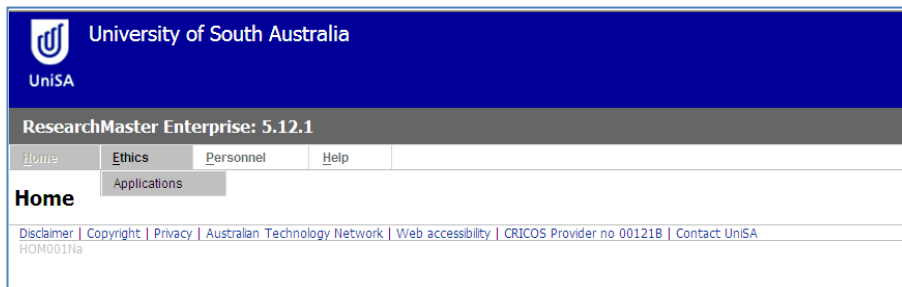 University of South Australia
UniSA
ResearchMaster Enterprise: 5.12.1
Home Ethics Personnel Help
Applications
Home
Disclaimer | Copyright | Privacy | Australian Technology Network | Web accessibility | CRICOS Provider no 00121B | Contact UniSA
HOM001Na